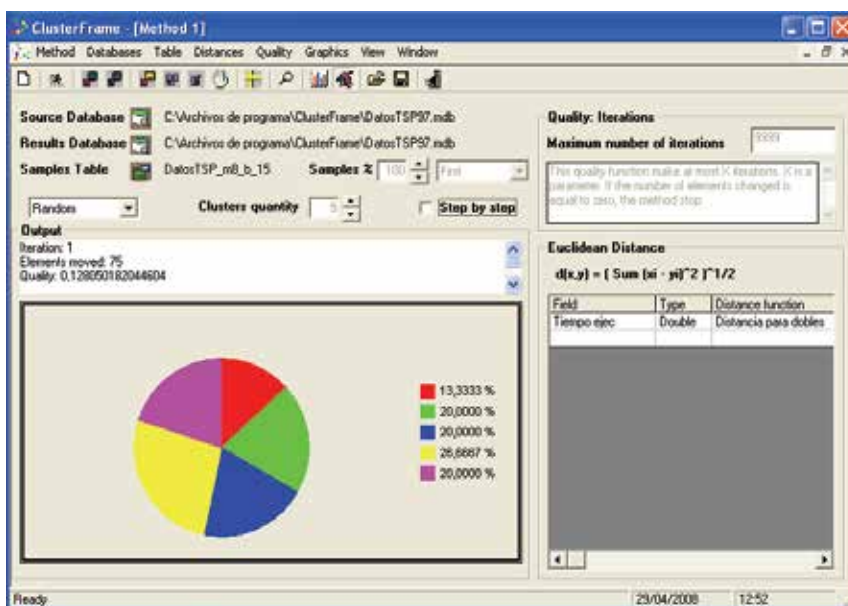 ClusterFrame - [Method 1]
Method Databases Table Distances Quality Graphics View Window
Source Database C:\Archivos de programa\ClusterFrame\DatosTSP97.mdb
Results Database C:\Archivos de programa\ClusterFrame\DatosTSP97.mdb
Samples Table DatosTSP_m8_b_15 Samples % 100 First
Random Clusters quantity 5 Step by step
Output
Iteration: 1
Elements moved: 75
Quality: 0,128050182044604
13,3333 %
20,0000 %
20,0000 %
26,6667 %
20,0000 %
Quality: Iterations
Maximum number of iterations 9999
This quality function make at most X iterations. X is a
parameter. If the number of elements changed is
equal to zero, the method stop.
Euclidean Distance
d(x,y) = ( Sum (xi - yi)^2 )^1/2
Field Type Distance function
Tiempo ejec Double Distancia para dobles
Ready 29/04/2008 12:52